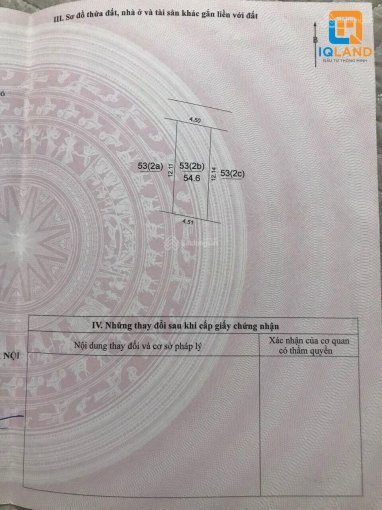 IQLAND
ĐẦU TƯ THÔNG MINH
III. Sơ đồ thửa đất, nhà ở và tài sản khác gắn liền với đất
B
4.50
53(2a)
12.11
53(2b)
54.6
12.14
53(2c)
4.51
IV. Những thay đổi sau khi cấp giấy chứng nhận
NỘI
Nội dung thay đổi và cơ sở pháp lý
Xác nhận của cơ quan
có thẩm quyền
IQLAND